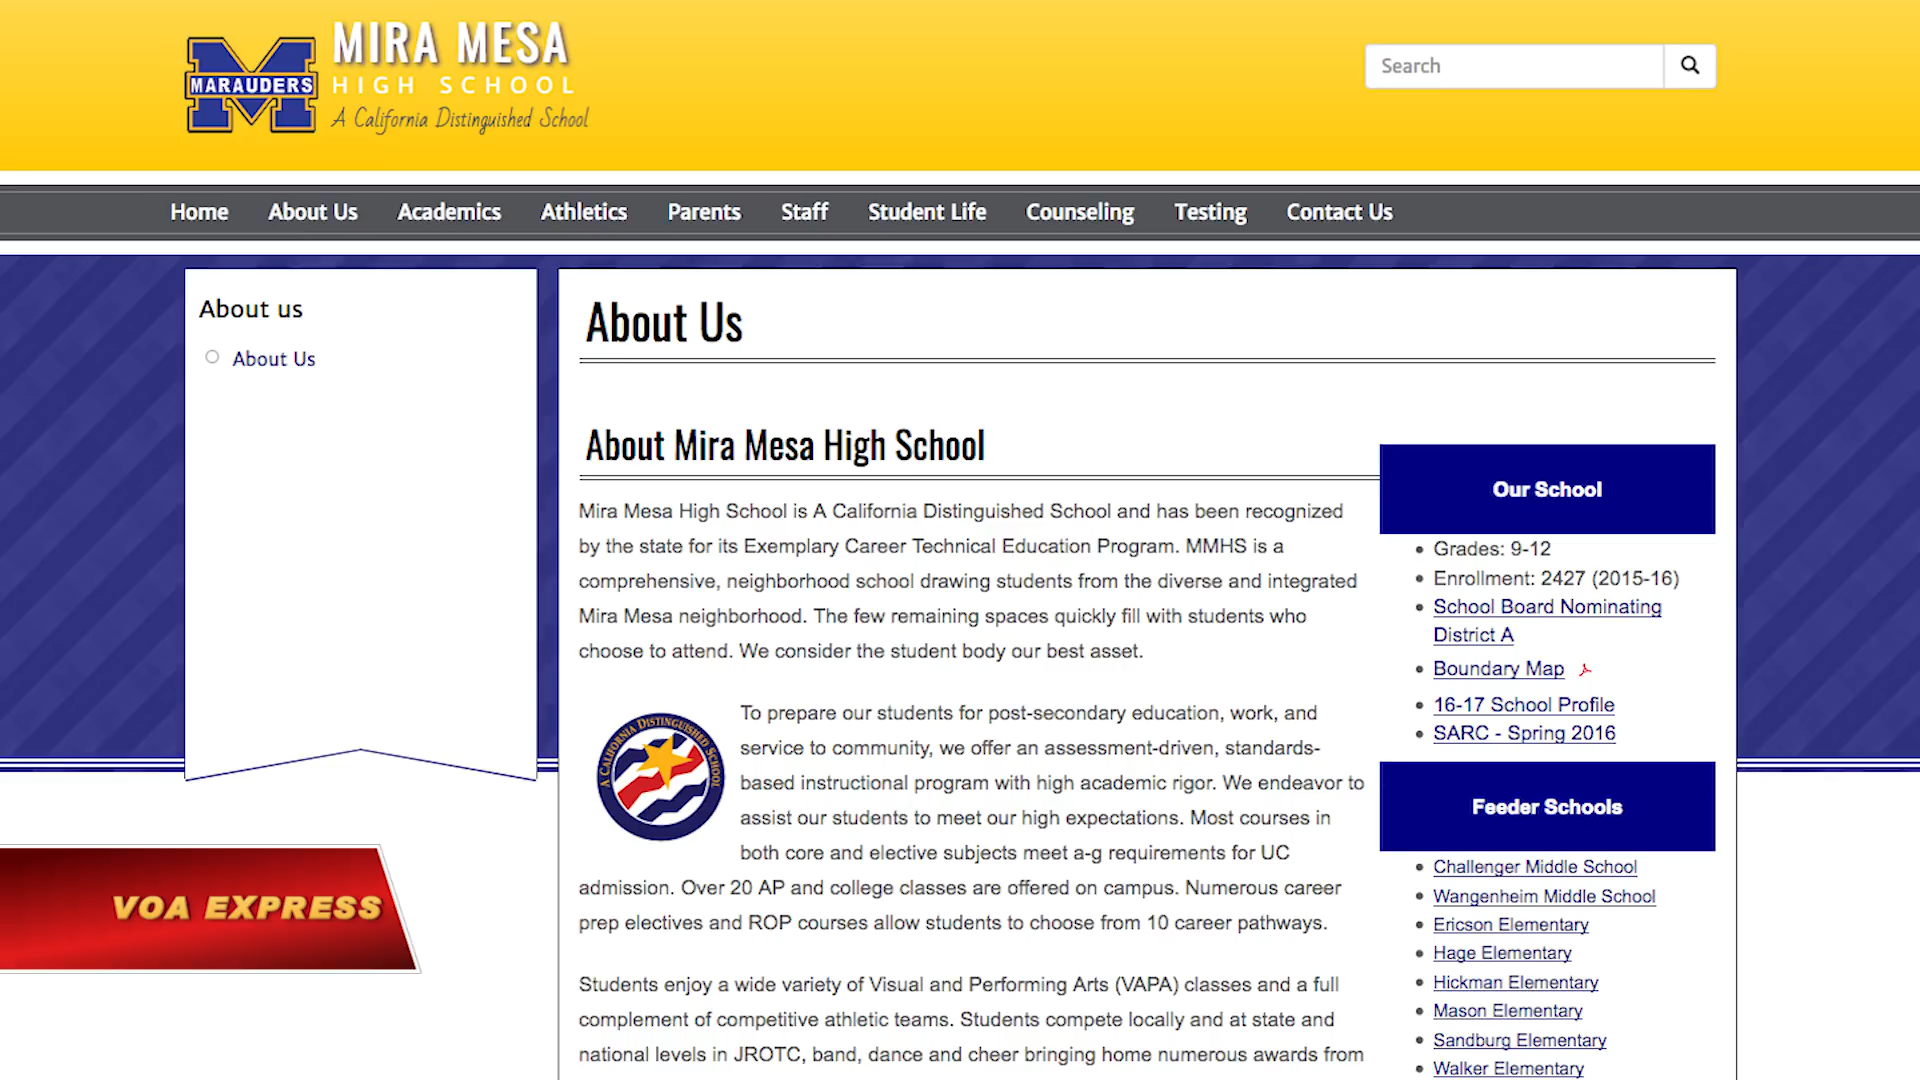 MIRA MESA
MARAUDERS
HIGH SCHOOL
A California Distinguished School
Search
Home About Us Academics Athletics Parents Staff Student Life Counseling Testing Contact Us
About us
About Us
About Us
About Mira Mesa High School
Mira Mesa High School is A California Distinguished School and has been recognized
by the state for its Exemplary Career Technical Education Program. MMHS is a
comprehensive, neighborhood school drawing students from the diverse and integrated
Mira Mesa neighborhood. The few remaining spaces quickly fill with students who
choose to attend. We consider the student body our best asset.
A CALIFORNIA DISTINGUISHED SCHOOL
To prepare our students for post-secondary education, work, and
service to community, we offer an assessment-driven, standards-
based instructional program with high academic rigor. We endeavor to
assist our students to meet our high expectations. Most courses in
both core and elective subjects meet a-g requirements for UC
admission. Over 20 AP and college classes are offered on campus. Numerous career
prep electives and ROP courses allow students to choose from 10 career pathways.
Students enjoy a wide variety of Visual and Performing Arts (VAPA) classes and a full
complement of competitive athletic teams. Students compete locally and at state and
national levels in JROTC, band, dance and cheer bringing home numerous awards from
Our School
Grades: 9-12
Enrollment: 2427 (2015-16)
School Board Nominating
District A
Boundary Map
16-17 School Profile
SARC - Spring 2016
Feeder Schools
Challenger Middle School
Wangenheim Middle School
Ericson Elementary
Hage Elementary
Hickman Elementary
Mason Elementary
Sandburg Elementary
Walker Elementary
VOA EXPRESS